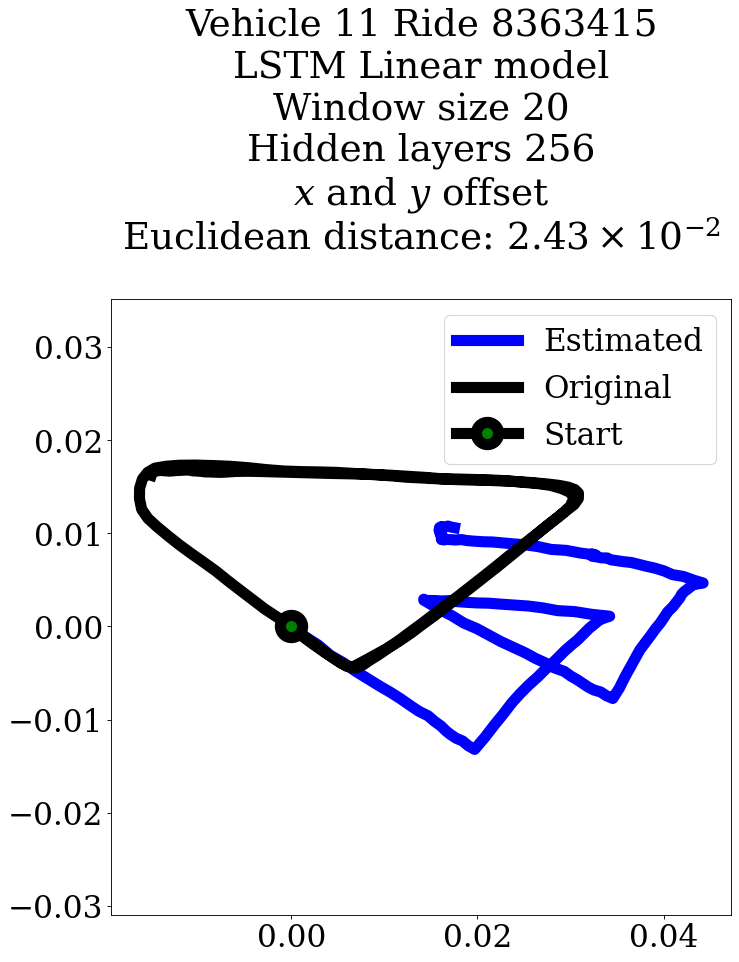 Vehicle 11 Ride 8363415
LSTM Linear model
Window size 20
Hidden layers 256
x and y offset
Euclidean distance: 2.43 × 10⁻²
Estimated
Original
Start
0.03
0.02
0.01
0.00
−0.01
−0.02
−0.03
0.00 0.02 0.04